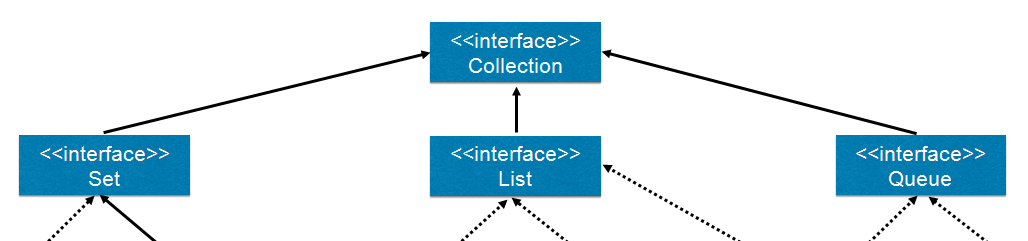 <<interface>>
Collection
<<interface>>
Set
<<interface>>
List
<<interface>>
Queue